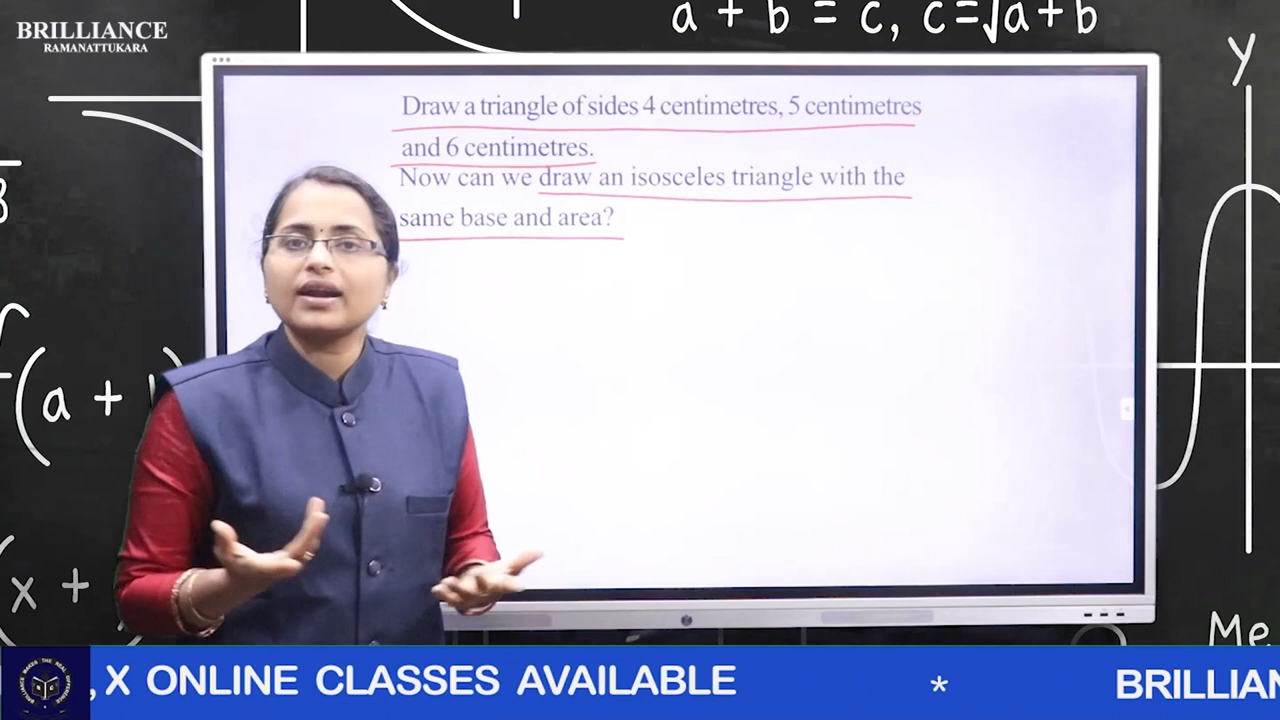 BRILLIANCE
RAMANATTUKARA
a + b = c, c=√a+b
y
Draw a triangle of sides 4 centimetres, 5 centimetres
and 6 centimetres.
Now can we draw an isosceles triangle with the
same base and area?
(a +
x +
Me
, X ONLINE CLASSES AVAILABLE * BRILLIAN